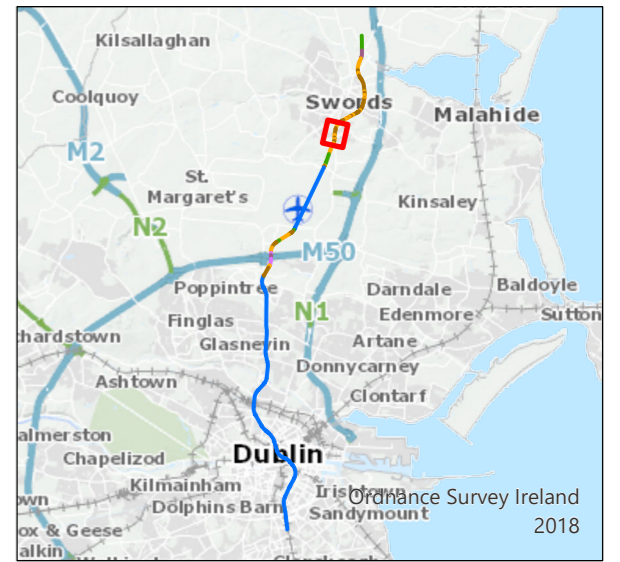 Kilsallaghan
Coolquoy
Swords
Malahide
M2
St.
Margaret's
Kinsaley
N2
M50
Poppintree
Darndale
Baldoyle
N1
Edenmore
Sutton
Finglas
chardstown
Glasnevin
Artane
Donnycarney
Ashtown
Clontarf
almerston
Chapelizod
Dublin
Kilmainham
Irishtown
Ordnance Survey Ireland
2018
own
Dolphins Barn
Sandymount
ox & Geese
alkin